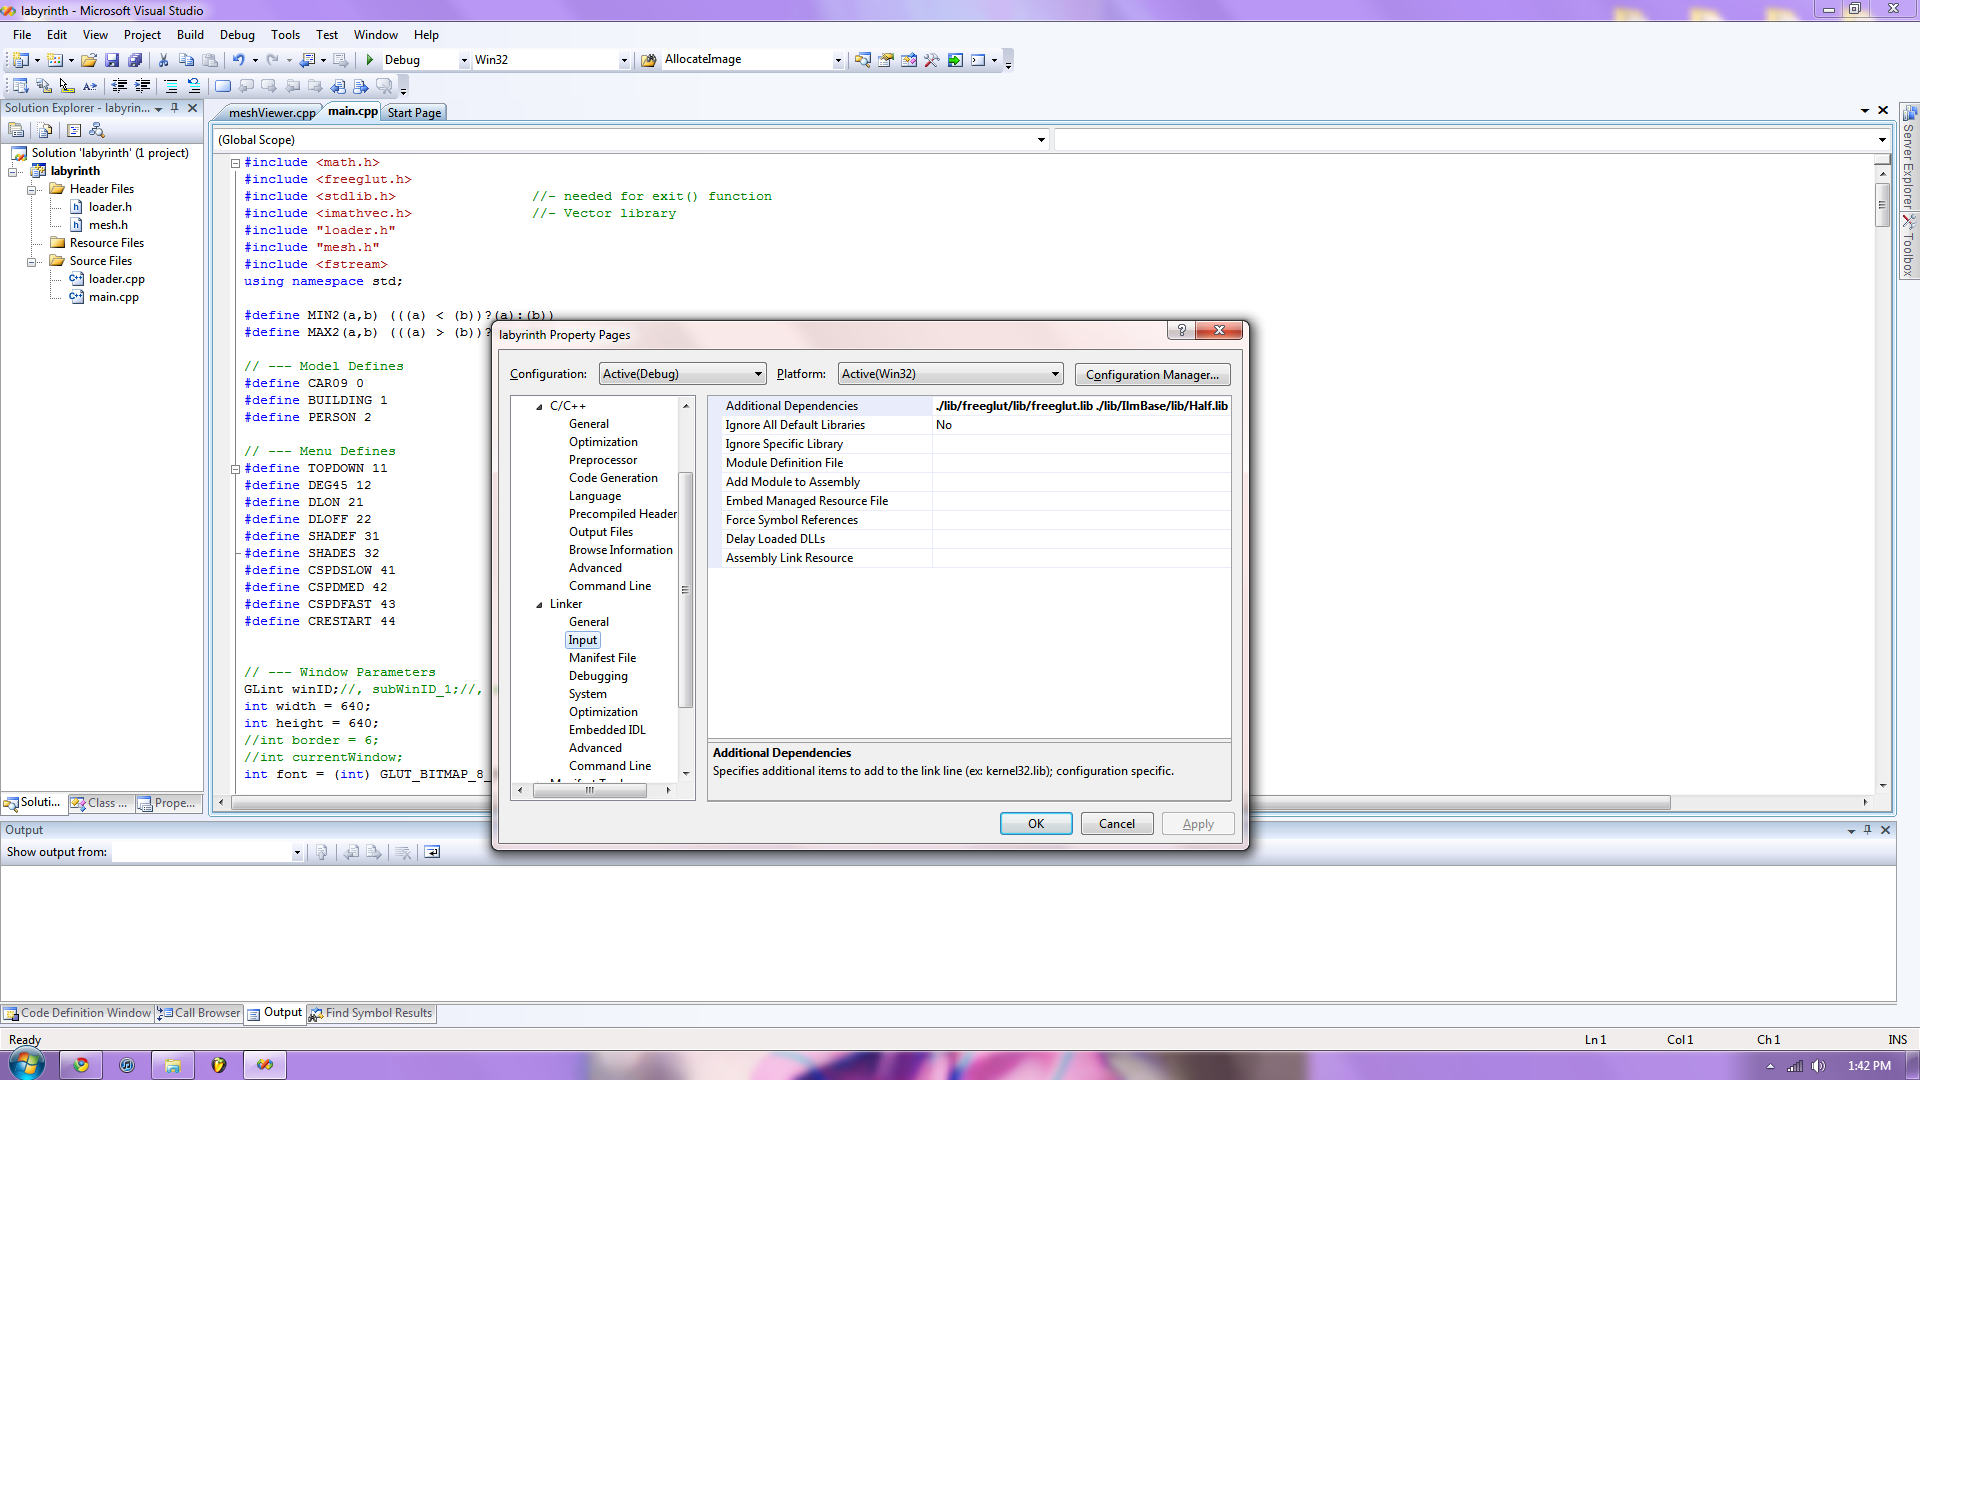 labyrinth - Microsoft Visual Studio
File Edit View Project Build Debug Tools Test Window Help
Debug Win32 AllocateImage
Solution Explorer - labyrin...
meshViewer.cpp main.cpp Start Page
(Global Scope)
Solution 'labyrinth' (1 project)
labyrinth
Header Files
loader.h
mesh.h
Resource Files
Source Files
loader.cpp
main.cpp
#include <math.h>
#include <freeglut.h>
#include <stdlib.h> //- needed for exit() function
#include <imathvec.h> //- Vector library
#include "loader.h"
#include "mesh.h"
#include <fstream>
using namespace std;
#define MIN2(a,b) (((a) < (b))?(a):(b))
#define MAX2(a,b) (((a) > (b))?
// --- Model Defines
#define CAR09 0
#define BUILDING 1
#define PERSON 2
// --- Menu Defines
#define TOPDOWN 11
#define DEG45 12
#define DLON 21
#define DLOFF 22
#define SHADEF 31
#define SHADES 32
#define CSPDSLOW 41
#define CSPDMED 42
#define CSPDFAST 43
#define CRESTART 44
// --- Window Parameters
GLint winID;//, subWinID_1;//,
int width = 640;
int height = 640;
//int border = 6;
//int currentWindow;
int font = (int) GLUT_BITMAP_8_
labyrinth Property Pages
Configuration: Active(Debug) Platform: Active(Win32) Configuration Manager...
C/C++
General
Optimization
Preprocessor
Code Generation
Language
Precompiled Header
Output Files
Browse Information
Advanced
Command Line
Linker
General
Input
Manifest File
Debugging
System
Optimization
Embedded IDL
Advanced
Command Line
Additional Dependencies ./lib/freeglut/lib/freeglut.lib ./lib/IlmBase/lib/Half.lib
Ignore All Default Libraries No
Ignore Specific Library
Module Definition File
Add Module to Assembly
Embed Managed Resource File
Force Symbol References
Delay Loaded DLLs
Assembly Link Resource
Additional Dependencies
Specifies additional items to add to the link line (ex: kernel32.lib); configuration specific.
OK Cancel Apply
Server Explorer
Toolbox
Soluti... Class ... Prope...
Output
Show output from:
Code Definition Window Call Browser Output Find Symbol Results
Ready Ln 1 Col 1 Ch 1 INS
1:42 PM